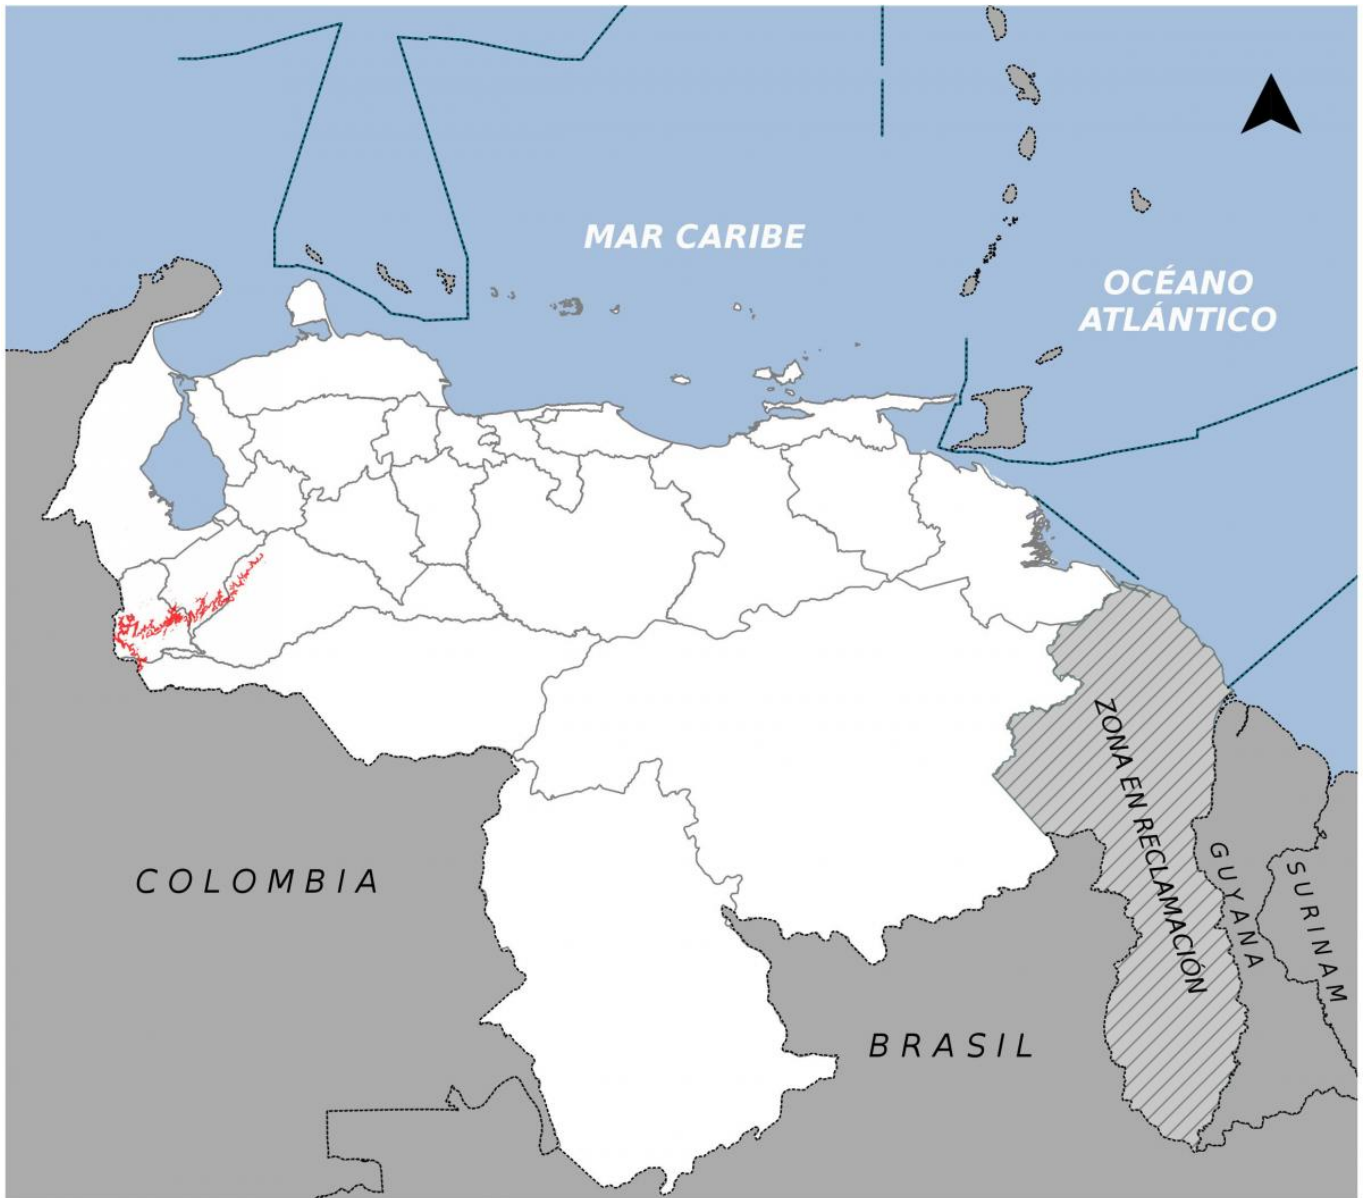 MAR CARIBE
OCÉANO
ATLÁNTICO
ZONA EN RECLAMACIÓN
GUYANA
SURINAM
COLOMBIA
BRASIL